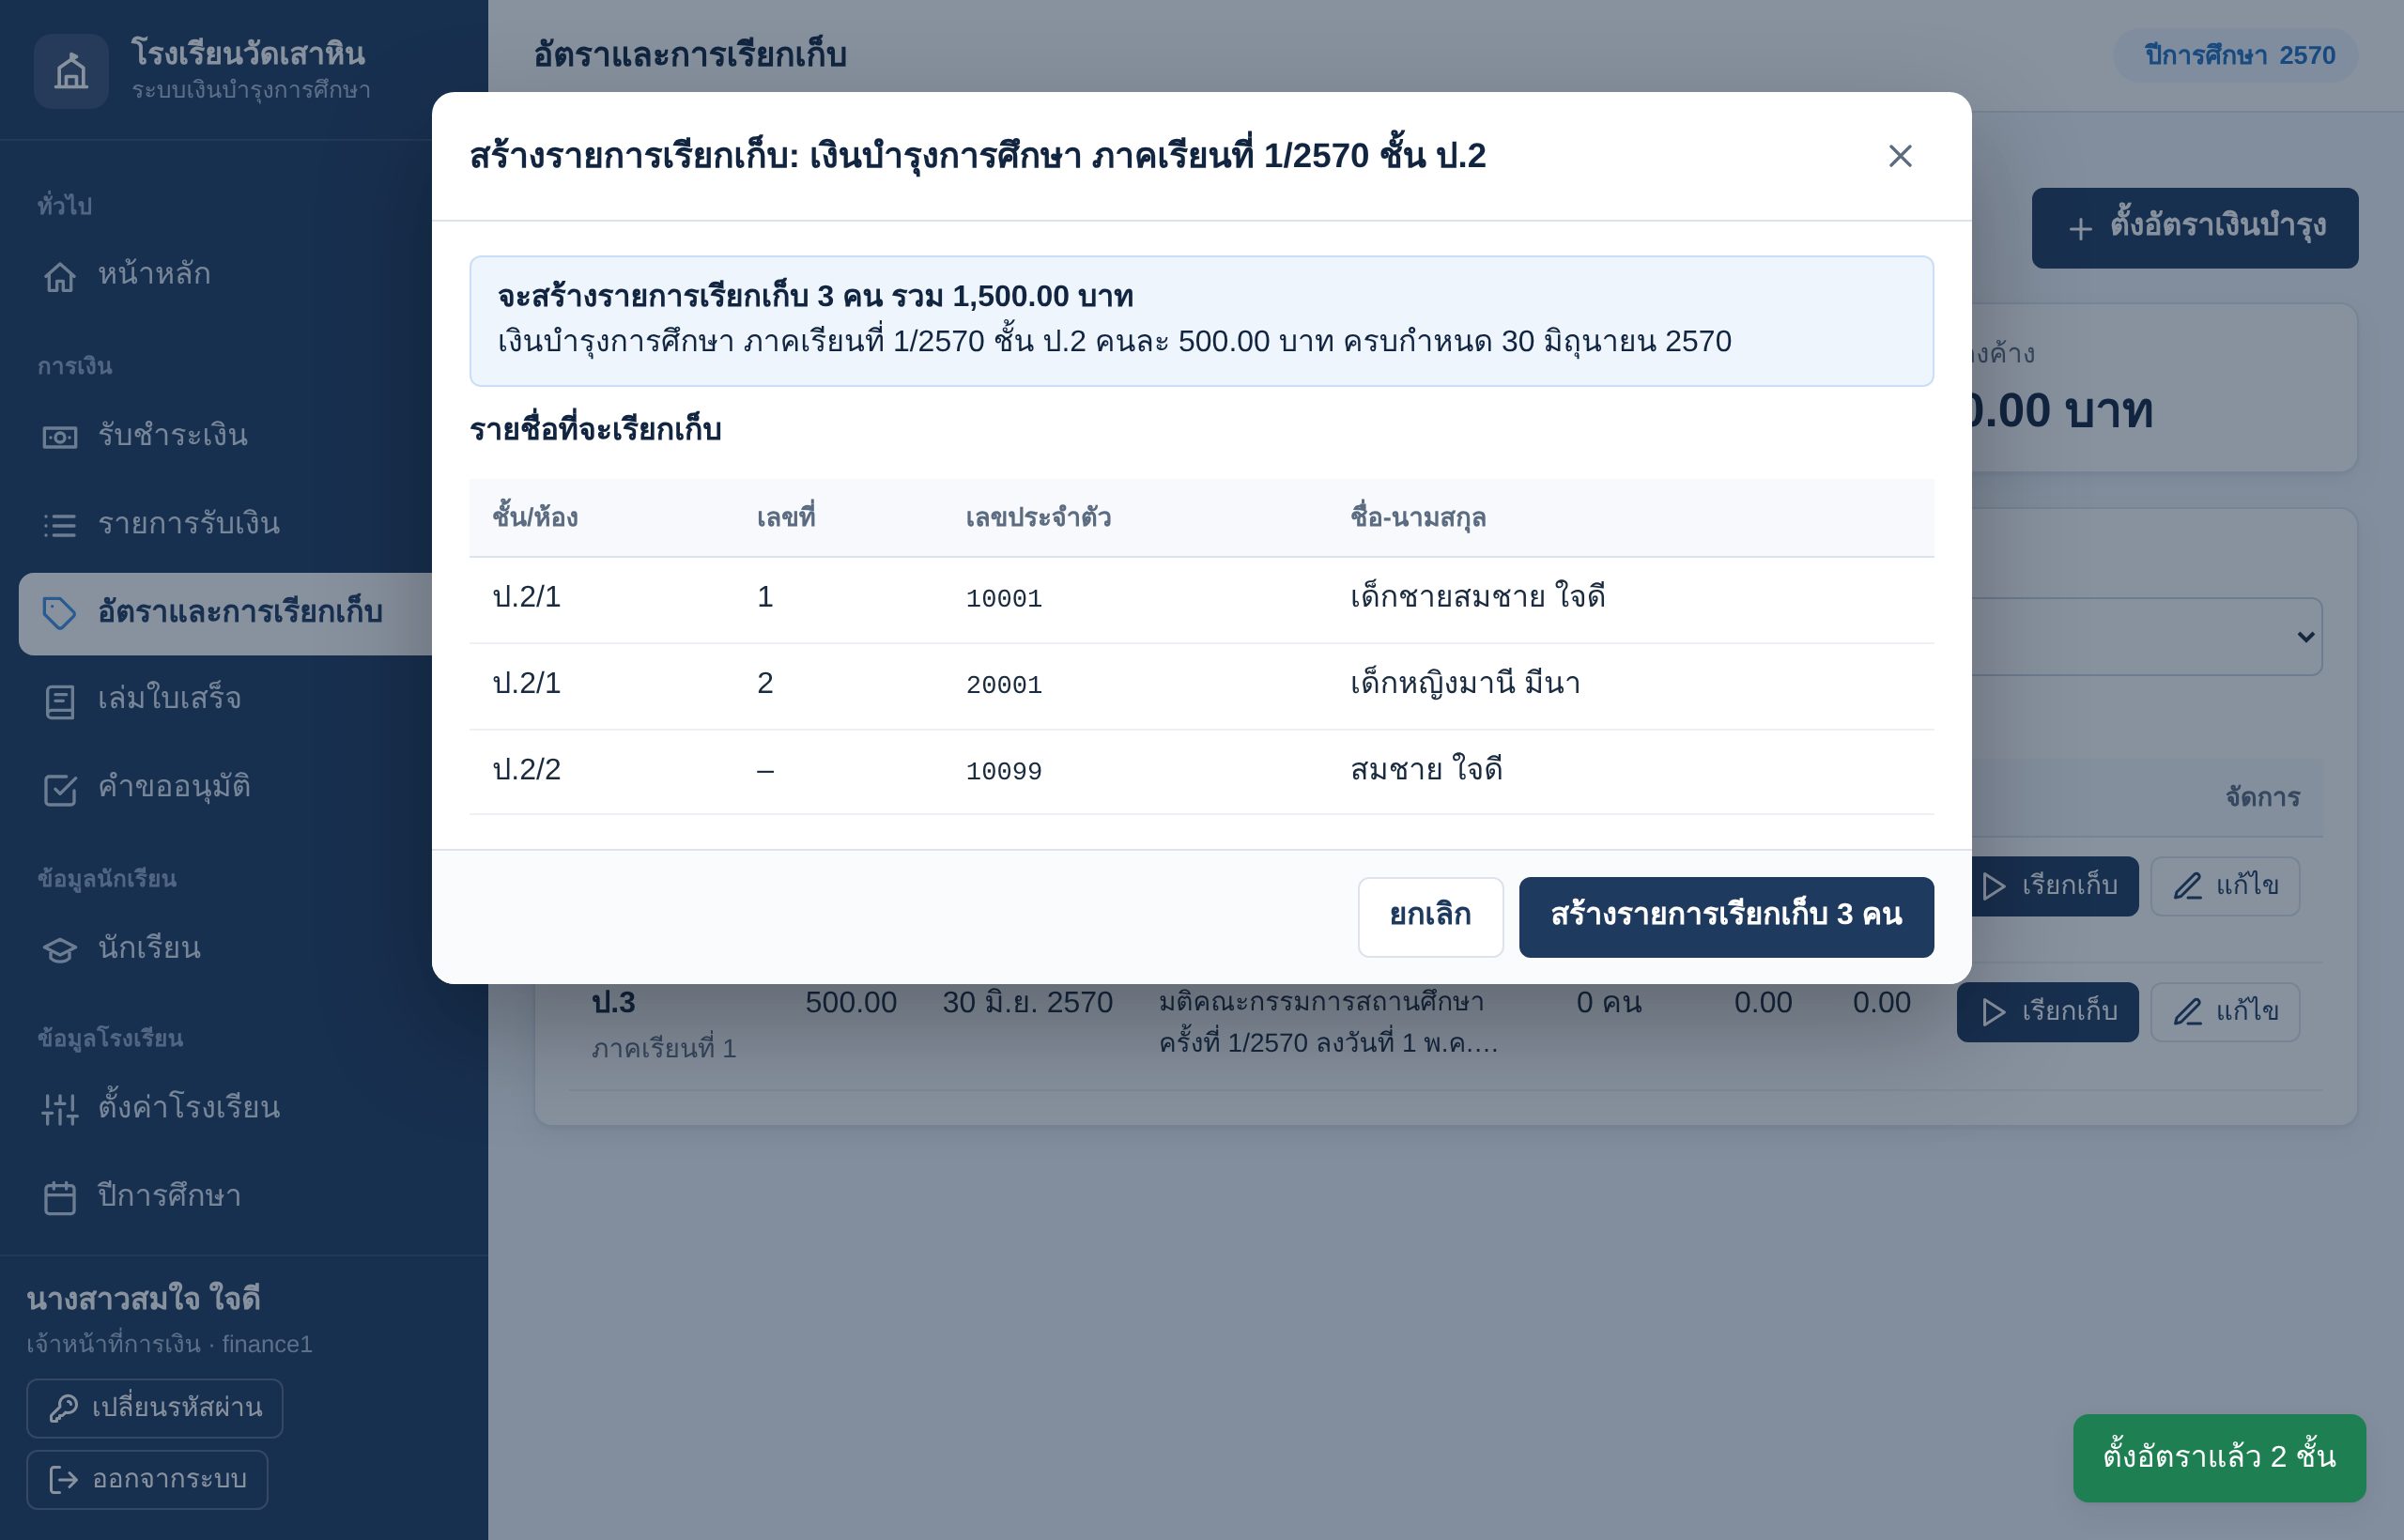 โรงเรียนวัดเสาหิน
ระบบเงินบำรุงการศึกษา
ทั่วไป
หน้าหลัก
การเงิน
รับชำระเงิน
รายการรับเงิน
อัตราและการเรียกเก็บ
เล่มใบเสร็จ
คำขออนุมัติ
ข้อมูลนักเรียน
นักเรียน
ข้อมูลโรงเรียน
ตั้งค่าโรงเรียน
ปีการศึกษา
นางสาวสมใจ ใจดี
เจ้าหน้าที่การเงิน · finance1
เปลี่ยนรหัสผ่าน
ออกจากระบบ
อัตราและการเรียกเก็บ
ปีการศึกษา 2570
ตั้งอัตราเงินบำรุง
0.00 บาท
สร้างรายการเรียกเก็บ: เงินบำรุงการศึกษา ภาคเรียนที่ 1/2570 ชั้น ป.2
จะสร้างรายการเรียกเก็บ 3 คน รวม 1,500.00 บาท
เงินบำรุงการศึกษา ภาคเรียนที่ 1/2570 ชั้น ป.2 คนละ 500.00 บาท ครบกำหนด 30 มิถุนายน 2570
รายชื่อที่จะเรียกเก็บ
ชั้น/ห้อง เลขที่ เลขประจำตัว ชื่อ-นามสกุล
ป.2/1 1 10001 เด็กชายสมชาย ใจดี
ป.2/1 2 20001 เด็กหญิงมานี มีนา
ป.2/2 – 10099 สมชาย ใจดี
ยกเลิก สร้างรายการเรียกเก็บ 3 คน
จัดการ
เรียกเก็บ แก้ไข
ป.3 500.00 30 มิ.ย. 2570 มติคณะกรรมการสถานศึกษา 0 คน 0.00 0.00 เรียกเก็บ แก้ไข
ภาคเรียนที่ 1 ครั้งที่ 1/2570 ลงวันที่ 1 พ.ค.…
ตั้งอัตราแล้ว 2 ชั้น